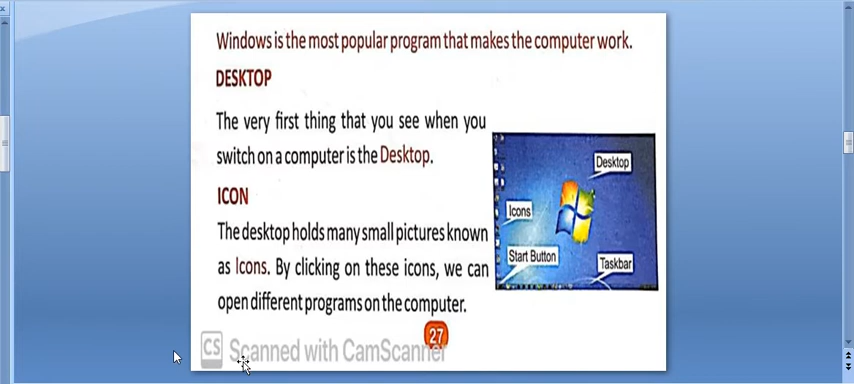 Windows is the most popular program that makes the computer work.
DESKTOP
The very first thing that you see when you
switch on a computer is the Desktop.
Desktop
ICON
Icons
The desktop holds many small pictures known
as Icons. By clicking on these icons, we can
Start Button
Taskbar
open different programs on the computer.
27
CS Scanned with CamScanner